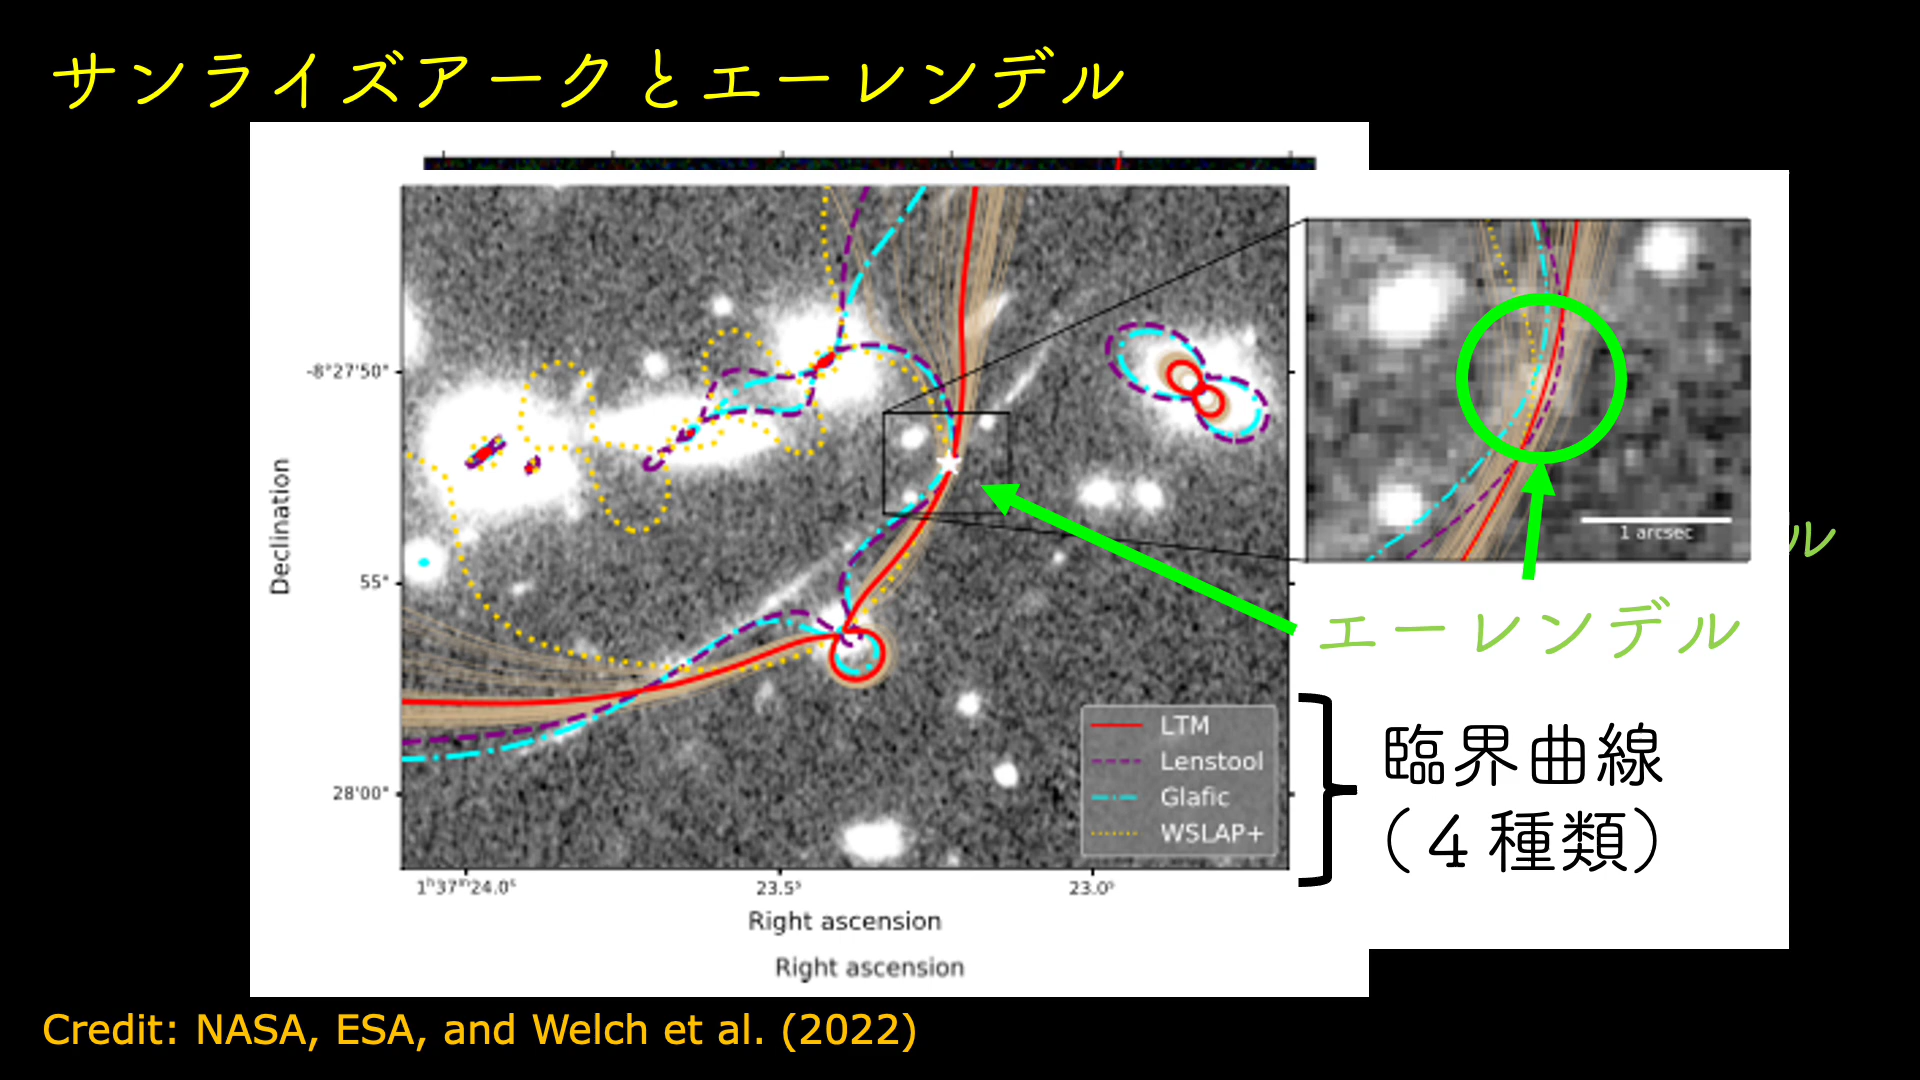 サンライズアークとエーレンデル
Declination
-8°27'50"
55"
28'00"
1ʰ37ᵐ24.0ˢ
23.5ˢ
23.0ˢ
Right ascension
Right ascension
LTM
Lenstool
Glafic
WSLAP+
1 arcsec
ル
エーレンデル
臨界曲線
（４種類）
Credit: NASA, ESA, and Welch et al. (2022)